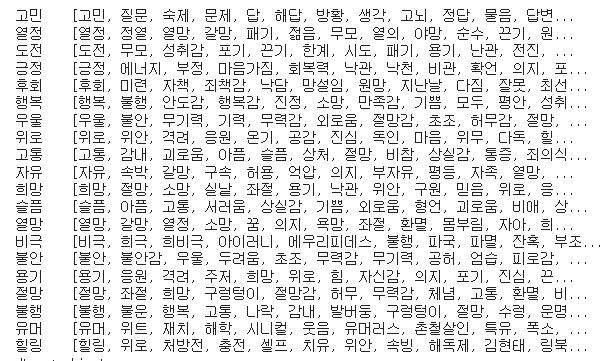 고민 [고민, 질문, 숙제, 문제, 답, 해답, 방황, 생각, 고뇌, 정답, 물음, 답변...
열정 [열정, 정열, 열망, 갈망, 패기, 젊음, 무모, 열의, 야망, 순수, 끈기, 원...
도전 [도전, 무모, 성취감, 포기, 끈기, 한계, 시도, 패기, 용기, 난관, 전진, ...
긍정 [긍정, 에너지, 부정, 마음가짐, 회복력, 낙관, 낙천, 비관, 확언, 의지, 포...
후회 [후회, 미련, 자책, 죄책감, 낙담, 망설임, 원망, 지난날, 다짐, 잘못, 최선...
행복 [행복, 불행, 안도감, 행복감, 진정, 소망, 만족감, 기쁨, 모두, 평안, 성취...
우울 [우울, 불안, 무기력, 기력, 무력감, 외로움, 절망감, 초조, 허무감, 절망, ...
위로 [위로, 위안, 격려, 응원, 온기, 공감, 진심, 독인, 마음, 위무, 다독, 힐...
고통 [고통, 감내, 괴로움, 아픔, 슬픔, 상처, 절망, 비참, 상실감, 통증, 죄의식...
자유 [자유, 속박, 갈망, 구속, 허용, 억압, 의지, 부자유, 평등, 자족, 열망, ...
희망 [희망, 절망, 소망, 실낱, 좌절, 용기, 낙관, 위안, 구원, 믿음, 위로, 응...
슬픔 [슬픔, 아픔, 고통, 서러움, 상실감, 기쁨, 외로움, 형언, 괴로움, 비애, 상...
열망 [열망, 갈망, 열정, 소망, 꿈, 의지, 욕망, 좌절, 환멸, 몸부림, 자아, 희...
비극 [비극, 희극, 희비극, 아이러니, 에우리피데스, 불행, 파국, 파멸, 잔혹, 부조...
불안 [불안, 불안감, 우울, 두려움, 초조, 무력감, 무기력, 공허, 엄습, 피로감, ...
용기 [용기, 응원, 격려, 주저, 희망, 위로, 힘, 자신감, 의지, 포기, 진심, 끈...
절망 [절망, 좌절, 희망, 구렁텅이, 절망감, 허무, 무력감, 체념, 고통, 환멸, 비...
불행 [불행, 불운, 행복, 고통, 나락, 감내, 발버둥, 구렁텅이, 절망, 수렁, 운명...
유머 [유머, 위트, 재치, 해학, 시니컬, 웃음, 유머러스, 촌철살인, 특유, 폭소, ...
힐링 [힐링, 위로, 처방전, 충전, 셀프, 치유, 위안, 속빙, 해독제, 김현태, 링북...